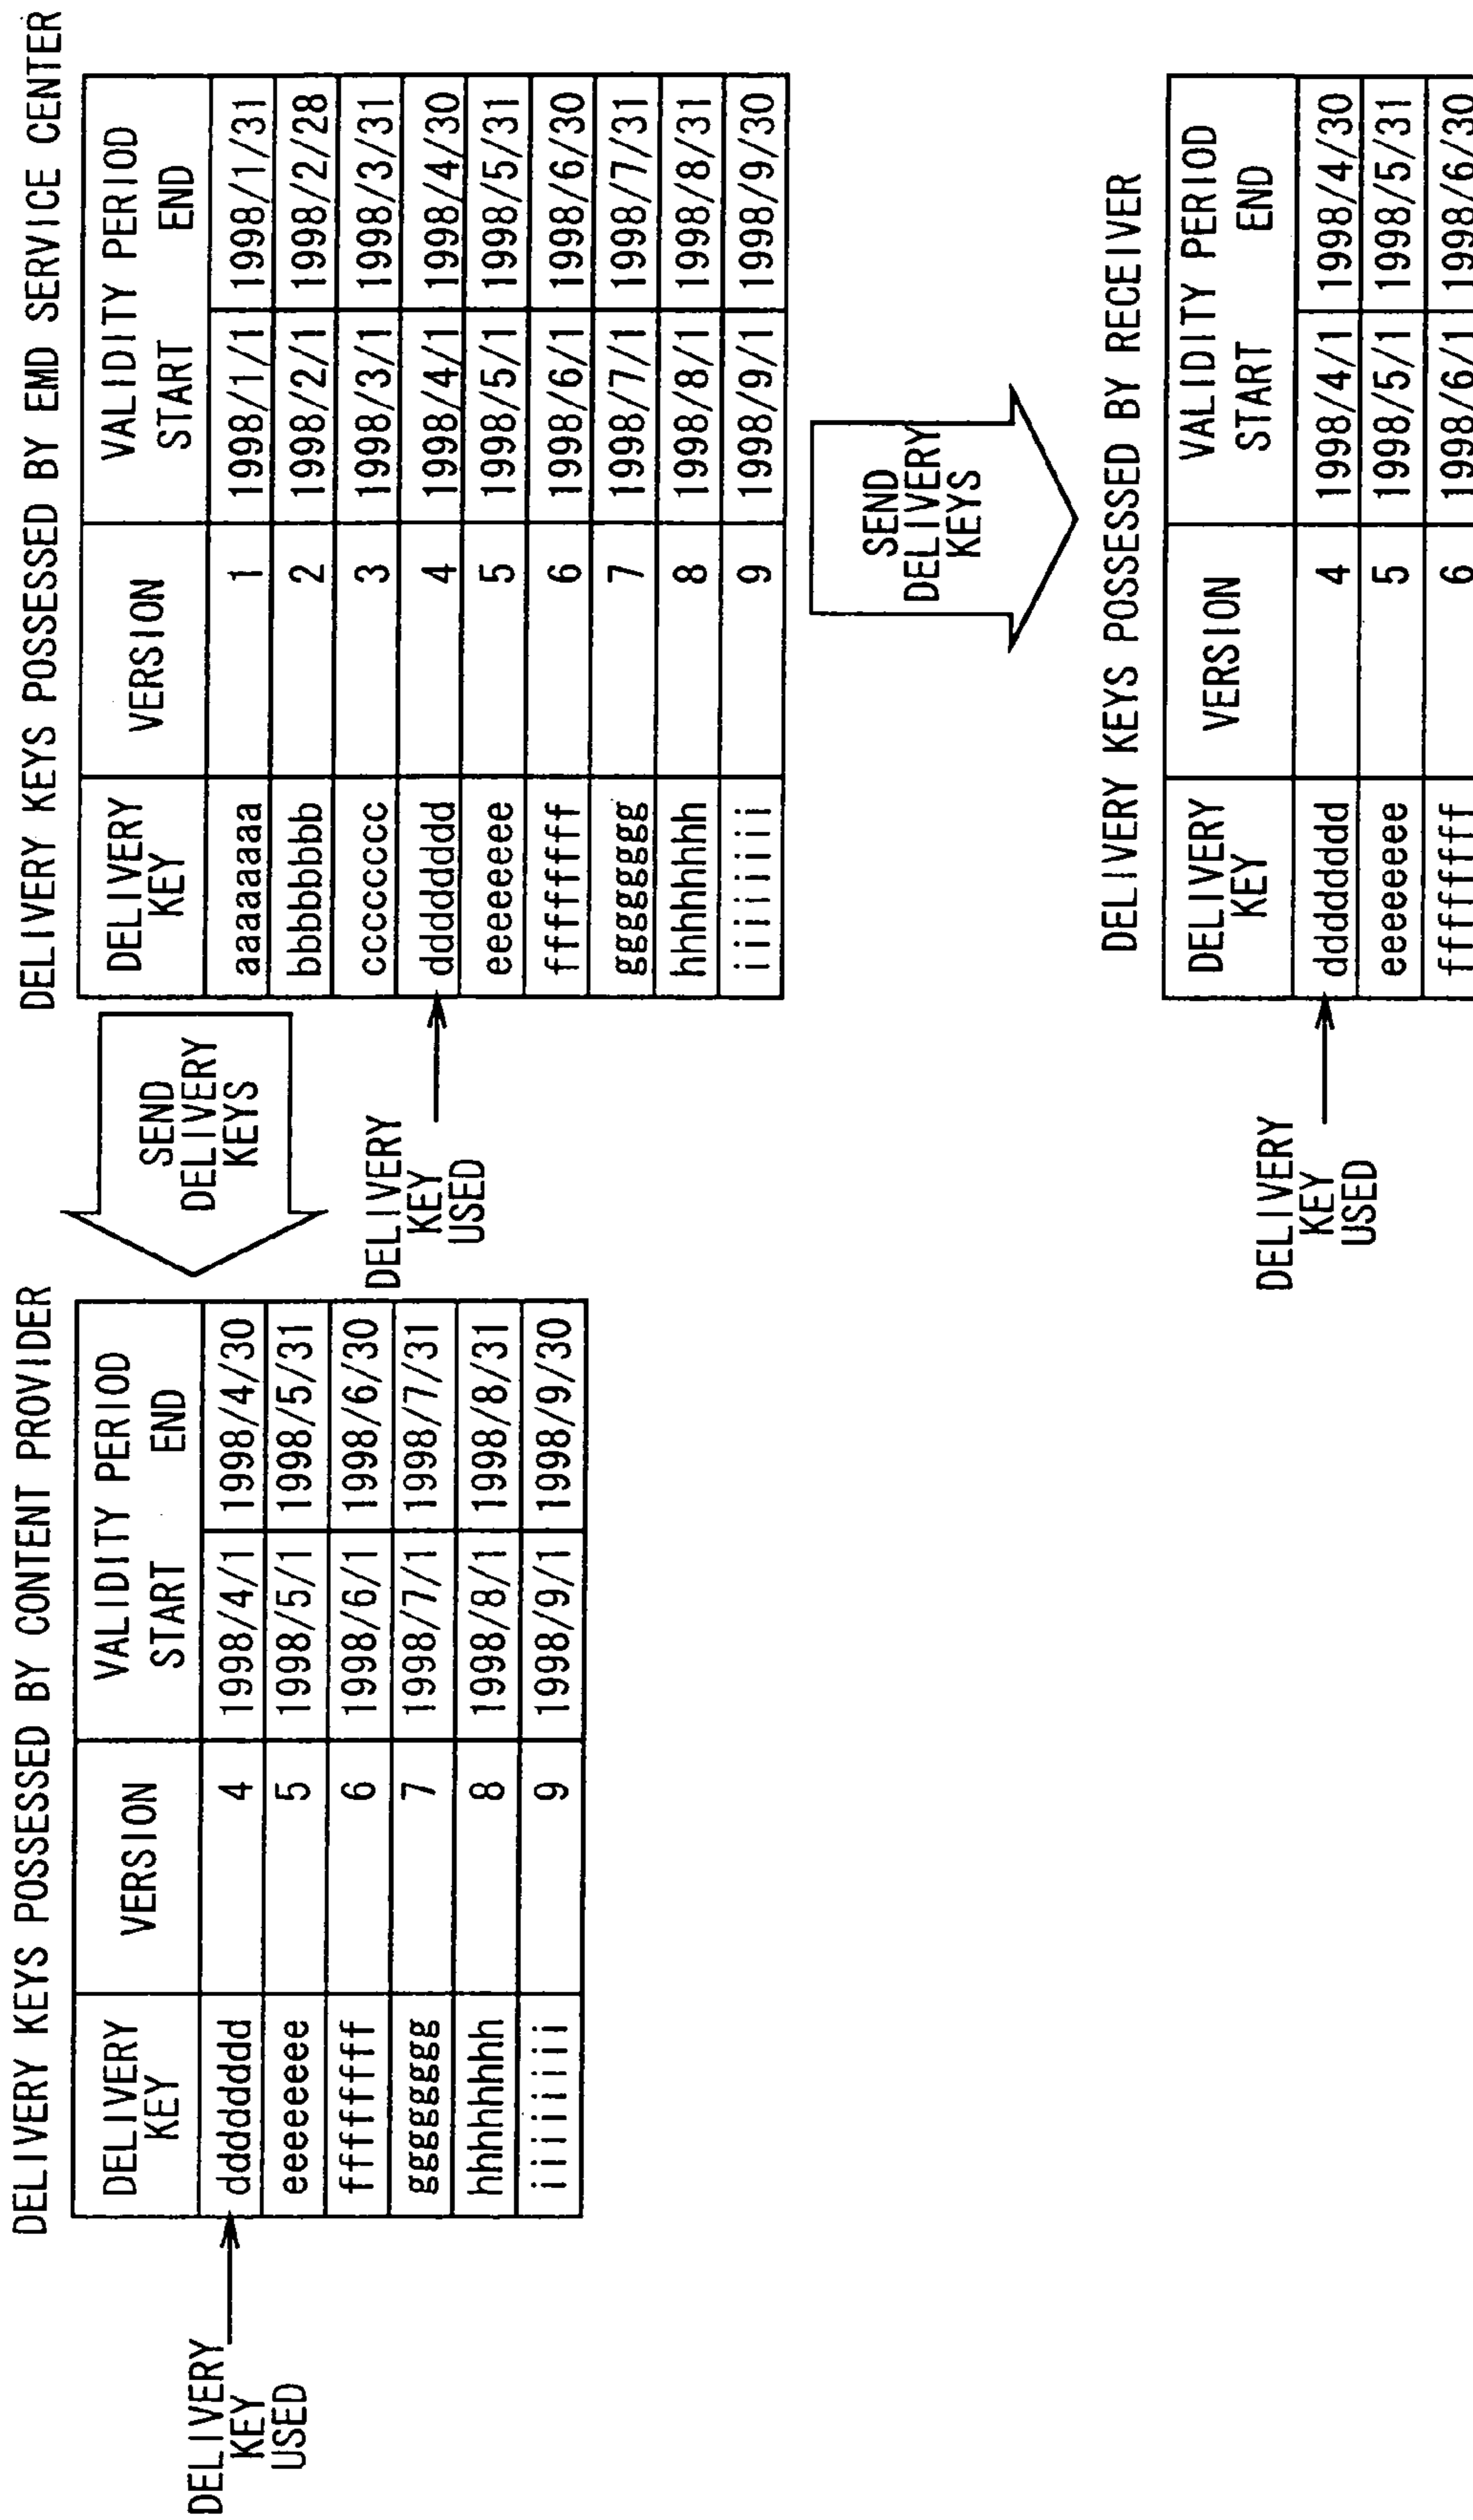 DELIVERY KEYS POSSESSED BY CONTENT PROVIDER
DELIVERY KEY VERSION VALIDITY PERIOD START END
dddddddd 4 1998/4/1 1998/4/30
eeeeeeee 5 1998/5/1 1998/5/31
ffffffff 6 1998/6/1 1998/6/30
gggggggg 7 1998/7/1 1998/7/31
hhhhhhhh 8 1998/8/1 1998/8/31
iiiiiiii 9 1998/9/1 1998/9/30
DELIVERY
KEY
USED
SEND
DELIVERY
KEYS
DELIVERY KEYS POSSESSED BY EMD SERVICE CENTER
DELIVERY KEY VERSION VALIDITY PERIOD START END
aaaaaaaa 1 1998/1/1 1998/1/31
bbbbbbbb 2 1998/2/1 1998/2/28
cccccccc 3 1998/3/1 1998/3/31
dddddddd 4 1998/4/1 1998/4/30
eeeeeeee 5 1998/5/1 1998/5/31
ffffffff 6 1998/6/1 1998/6/30
gggggggg 7 1998/7/1 1998/7/31
hhhhhhhh 8 1998/8/1 1998/8/31
iiiiiiii 9 1998/9/1 1998/9/30
DELIVERY
KEY
USED
SEND
DELIVERY
KEYS
DELIVERY KEYS POSSESSED BY RECEIVER
DELIVERY KEY VERSION VALIDITY PERIOD START END
dddddddd 4 1998/4/1 1998/4/30
eeeeeeee 5 1998/5/1 1998/5/31
ffffffff 6 1998/6/1 1998/6/30
DELIVERY
KEY
USED